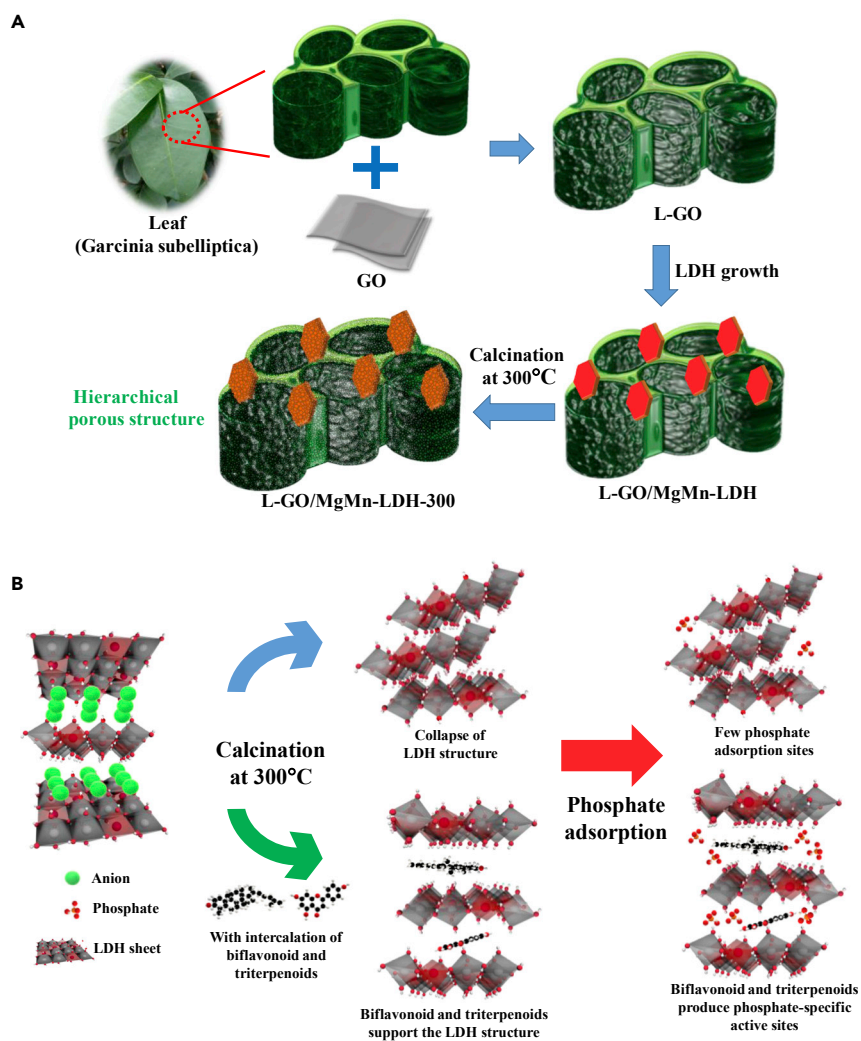 A
Leaf
(Garcinia subelliptica)
GO
L-GO
LDH growth
Calcination
at 300°C
Hierarchical
porous structure
L-GO/MgMn-LDH-300
L-GO/MgMn-LDH
B
Calcination
at 300°C
Collapse of
LDH structure
Few phosphate
adsorption sites
Phosphate
adsorption
Anion
Phosphate
LDH sheet
With intercalation of
biflavonoid and
triterpenoids
Biflavonoid and triterpenoids
support the LDH structure
Biflavonoid and triterpenoids
produce phosphate-specific
active sites